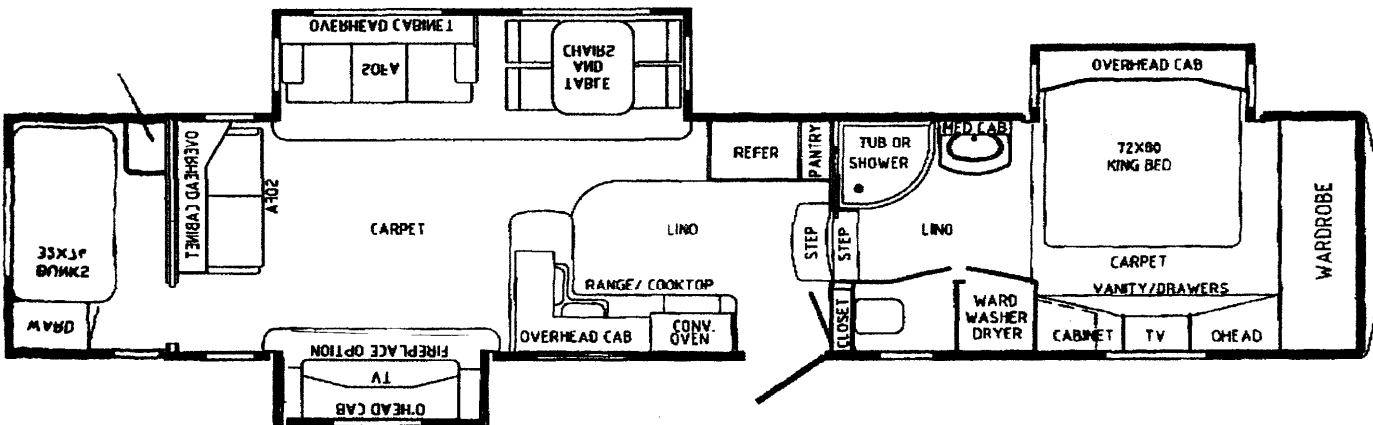 OVERHEAD CABINET
SOFA
CHAIRS
AND
TABLE
OVERHEAD CAB
72X80
KING BED
MED CAB
TUB OR
SHOWER
REFER
PANTRY
OVERHEAD CABINET
SOFA
CARPET
LINO
STEP
STEP
LINO
WARDROBE
32X76
BUNKS
CARPET
VANITY/DRAWERS
RANGE/ COOKTOP
WARD
OVERHEAD CAB
CONV.
OVEN
CLOSET
WARD
WASHER
DRYER
CABINET
TV
OHEAD
FIREPLACE OPTION
TV
O'HEAD CAB